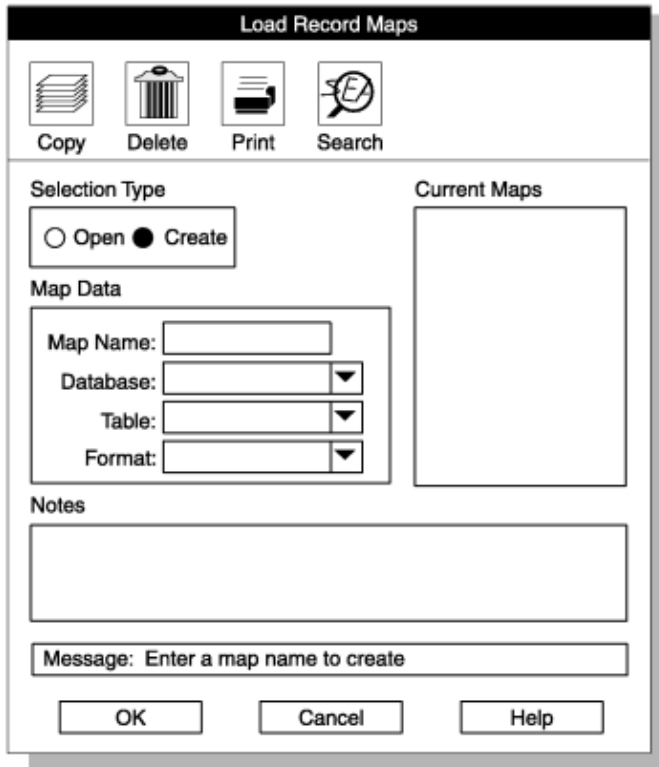 Load Record Maps
SEA
Copy Delete Print Search
Selection Type
Current Maps
Open Create
Map Data
Map Name:
Database:
Table:
Format:
Notes
Message: Enter a map name to create
OK Cancel Help